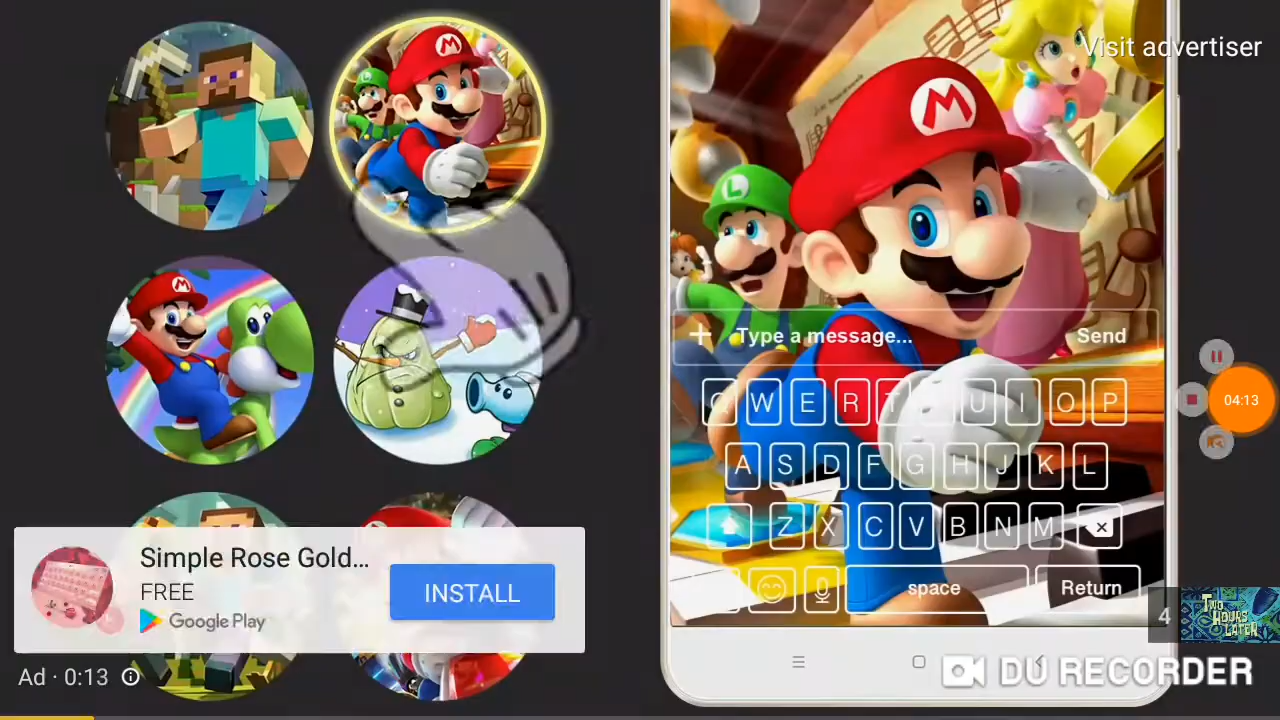 Visit advertiser
M
M
L
M
+ Type a message... Send
Q W E R T U I O P
A S D F G H J K L
Z X C V B N M
space Return
04:13
Simple Rose Gold...
FREE
Google Play
INSTALL
Ad · 0:13
4
TWO HOURS LATER
DU RECORDER